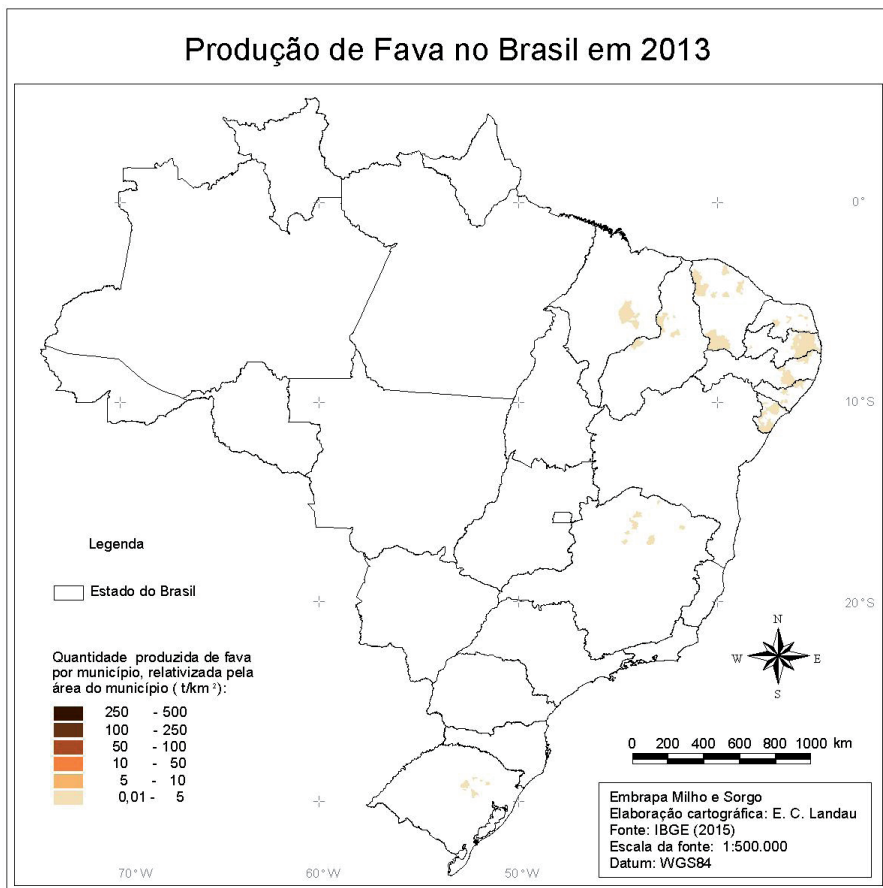 Produção de Fava no Brasil em 2013
0°
10°S
20°S
Legenda
Estado do Brasil
Quantidade produzida de fava
por município, relativizada pela
área do município ( t/km²):
250 - 500
100 - 250
50 - 100
10 - 50
5 - 10
0,01 - 5
N
W E
S
0 200 400 600 800 1000 km
Embrapa Milho e Sorgo
Elaboração cartográfica: E. C. Landau
Fonte: IBGE (2015)
Escala da fonte: 1:500.000
Datum: WGS84
70°W 60°W 50°W